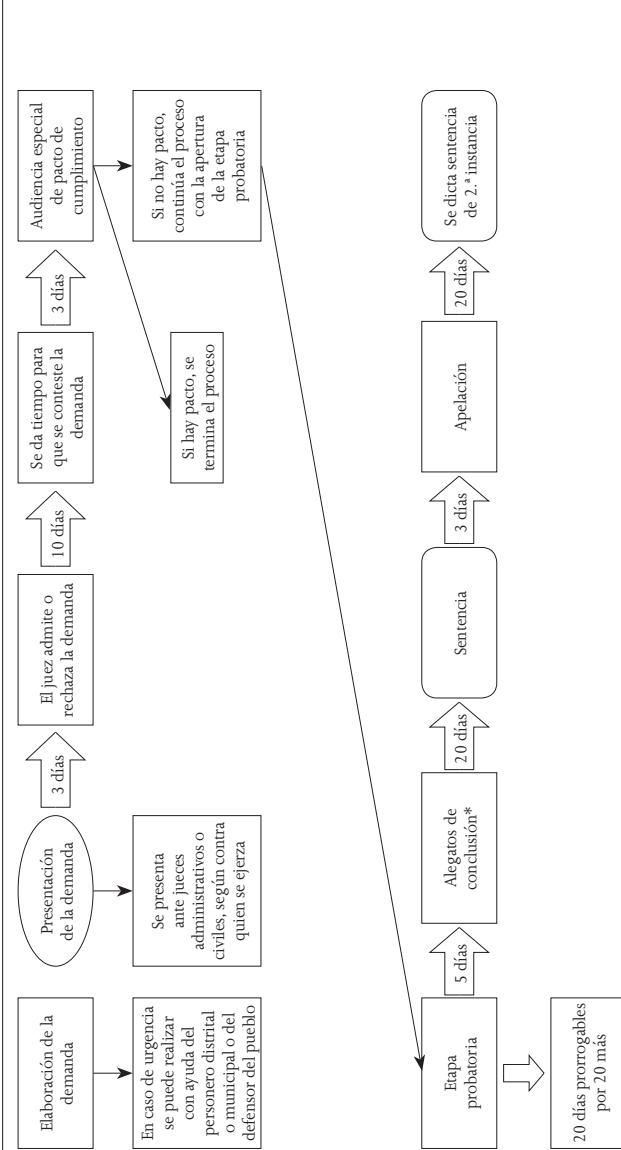 Elaboración de la
demanda
En caso de urgencia
se puede realizar
con ayuda del
personero distrital
o municipal o del
defensor del pueblo
Presentación
de la demanda
Se presenta
ante jueces
administrativos o
civiles, según contra
quien se ejerza
3 días
El juez admite o
rechaza la demanda
10 días
Se da tiempo para
que se conteste la
demanda
3 días
Audiencia especial
de pacto de
cumplimiento
Si hay pacto, se
termina el proceso
Si no hay pacto,
continúa el proceso
con la apertura
de la etapa
probatoria
Etapa
probatoria
20 días prorrogables
por 20 más
5 días
Alegatos de
conclusión*
20 días
Sentencia
3 días
Apelación
20 días
Se dicta sentencia
de 2.ª instancia